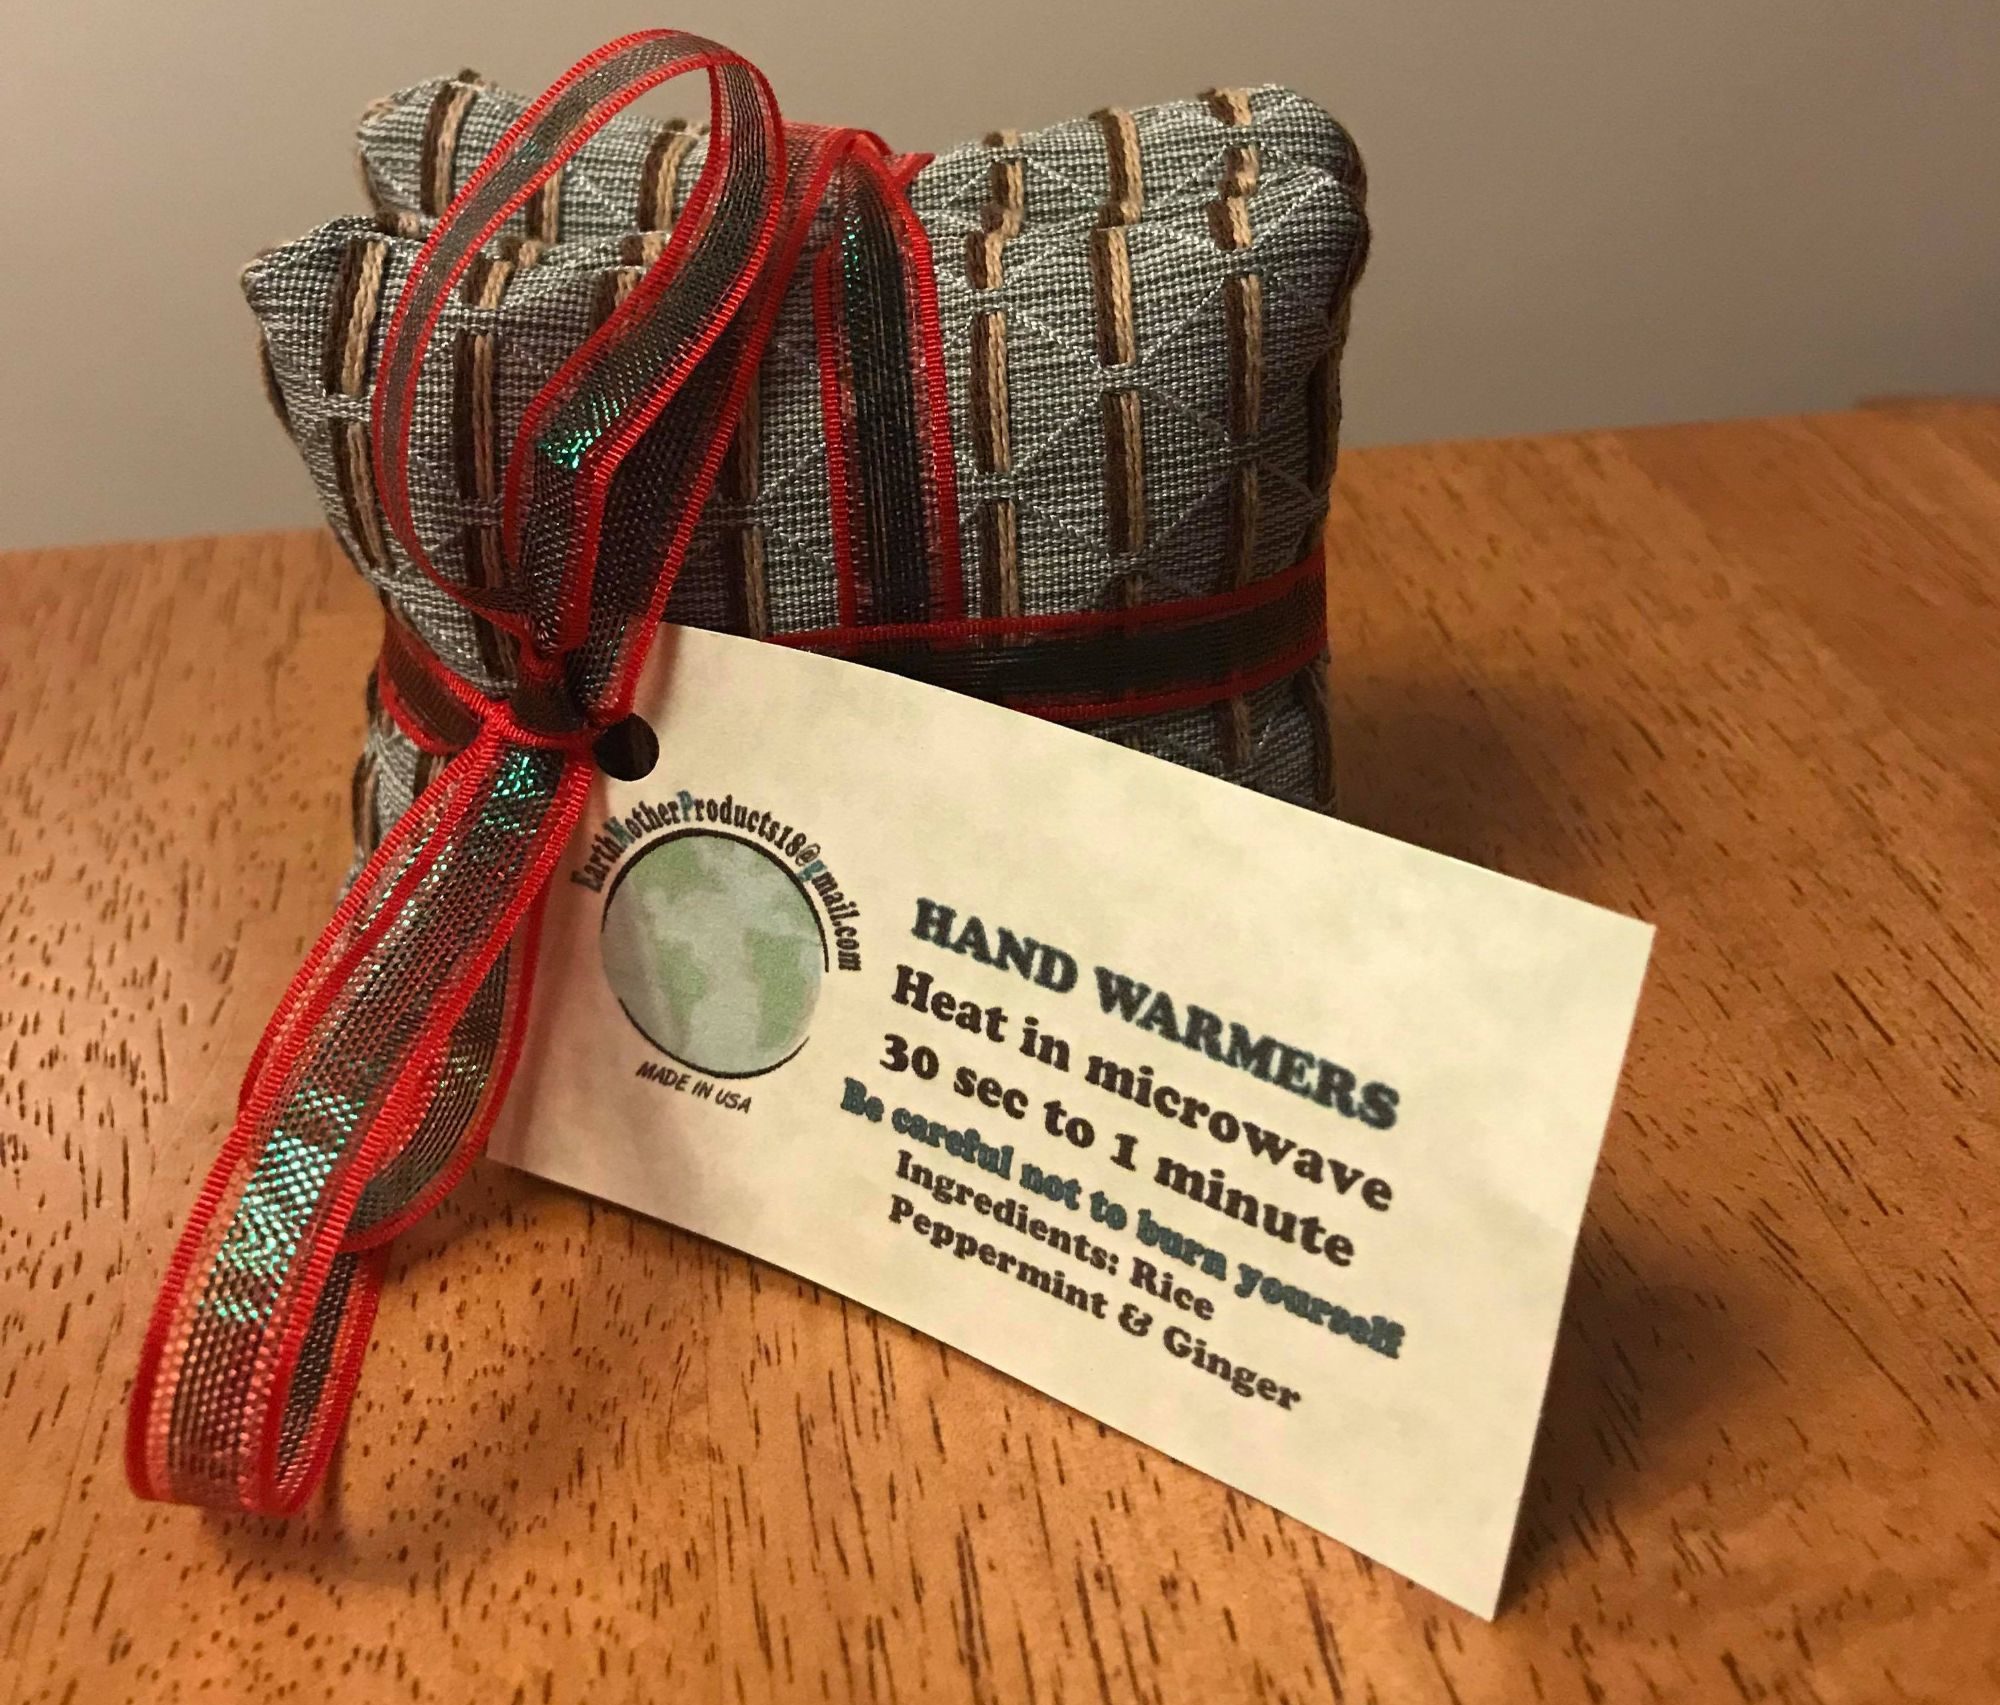 EarthMotherProducts18@gmail.com
MADE IN USA
HAND WARMERS
Heat in microwave
30 sec to 1 minute
Be careful not to burn yourself
Ingredients: Rice
Peppermint & Ginger